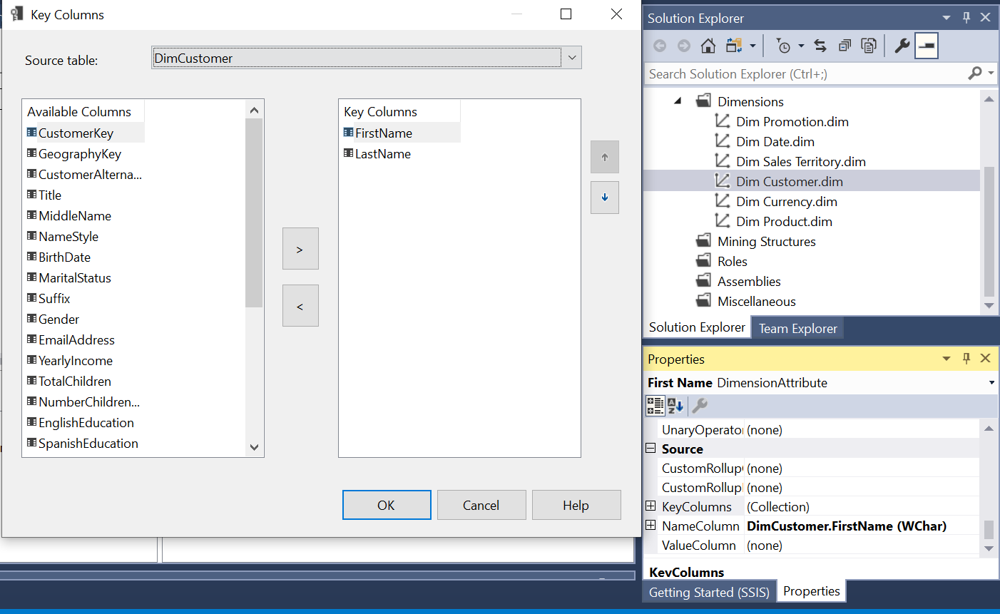 Key Columns
Source table:
DimCustomer
Available Columns
CustomerKey
GeographyKey
CustomerAlterna...
Title
MiddleName
NameStyle
BirthDate
MaritalStatus
Suffix
Gender
EmailAddress
YearlyIncome
TotalChildren
NumberChildren...
EnglishEducation
SpanishEducation
>
<
Key Columns
FirstName
LastName
OK
Cancel
Help
Solution Explorer
Search Solution Explorer (Ctrl+;)
Dimensions
Dim Promotion.dim
Dim Date.dim
Dim Sales Territory.dim
Dim Customer.dim
Dim Currency.dim
Dim Product.dim
Mining Structures
Roles
Assemblies
Miscellaneous
Solution Explorer
Team Explorer
Properties
First Name DimensionAttribute
UnaryOperato (none)
Source
CustomRollup (none)
CustomRollup (none)
KeyColumns (Collection)
NameColumn DimCustomer.FirstName (WChar)
ValueColumn (none)
KeyColumns
Getting Started (SSIS)
Properties